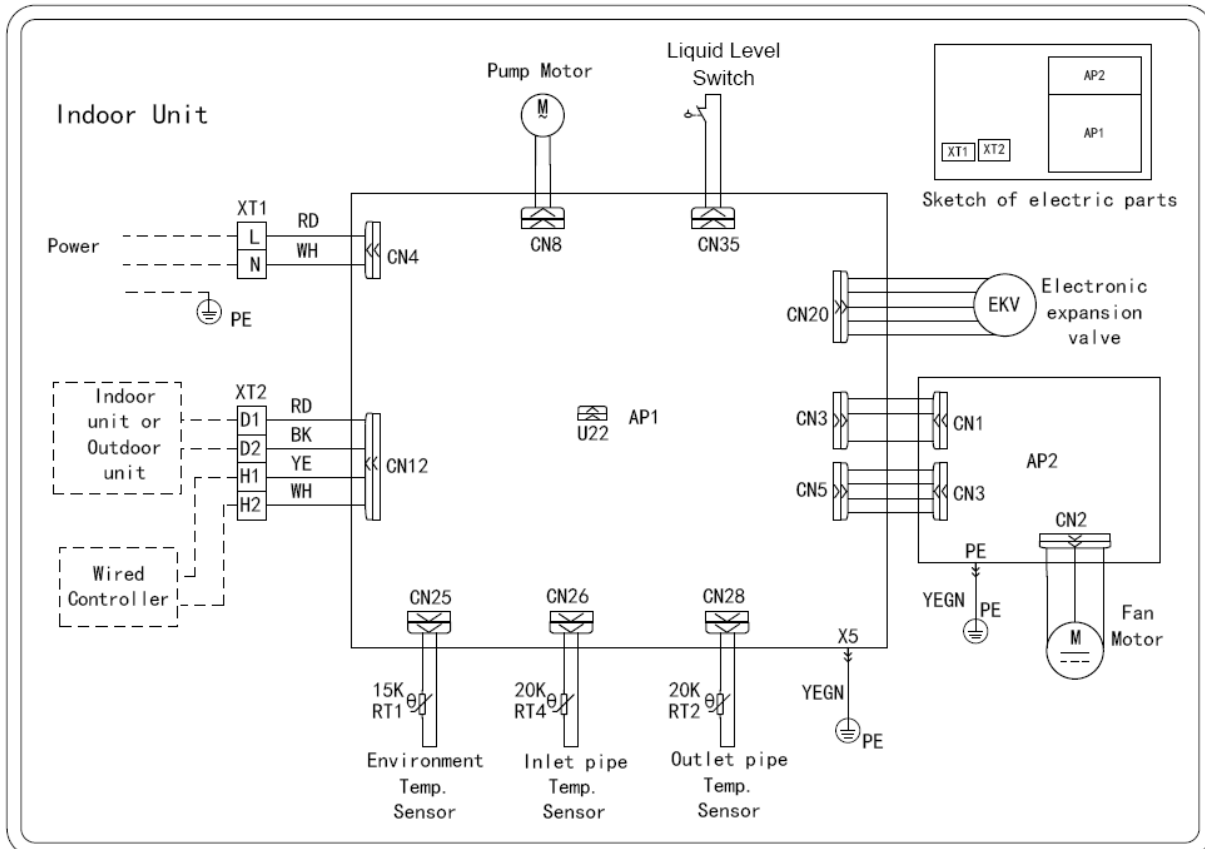 Indoor Unit
Pump Motor
M
~
Liquid Level
Switch
AP2
AP1
XT1
XT2
Sketch of electric parts
CN8
CN35
Power
XT1
L
N
RD
WH
CN4
PE
CN20
EKV
Electronic
expansion
valve
Indoor
unit or
Outdoor
unit
XT2
D1
D2
H1
H2
RD
BK
YE
WH
CN12
U22
AP1
CN3
CN1
CN5
CN3
AP2
CN2
PE
YEGN
PE
M
Fan
Motor
Wired
Controller
CN25
CN26
CN28
X5
YEGN
PE
15K
RT1
θ
20K
RT4
θ
20K
RT2
θ
Environment
Temp.
Sensor
Inlet pipe
Temp.
Sensor
Outlet pipe
Temp.
Sensor